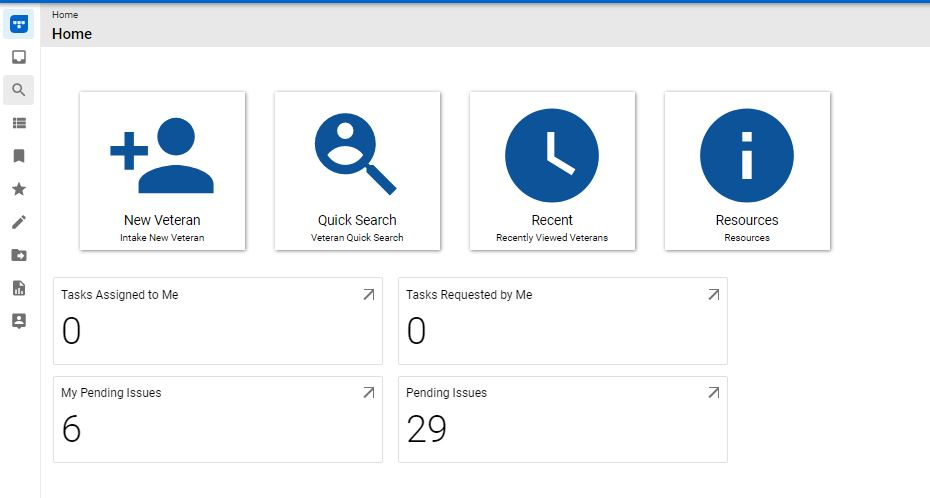 Home
Home
New Veteran
Intake New Veteran
Quick Search
Veteran Quick Search
Recent
Recently Viewed Veterans
Resources
Resources
Tasks Assigned to Me
0
Tasks Requested by Me
0
My Pending Issues
6
Pending Issues
29